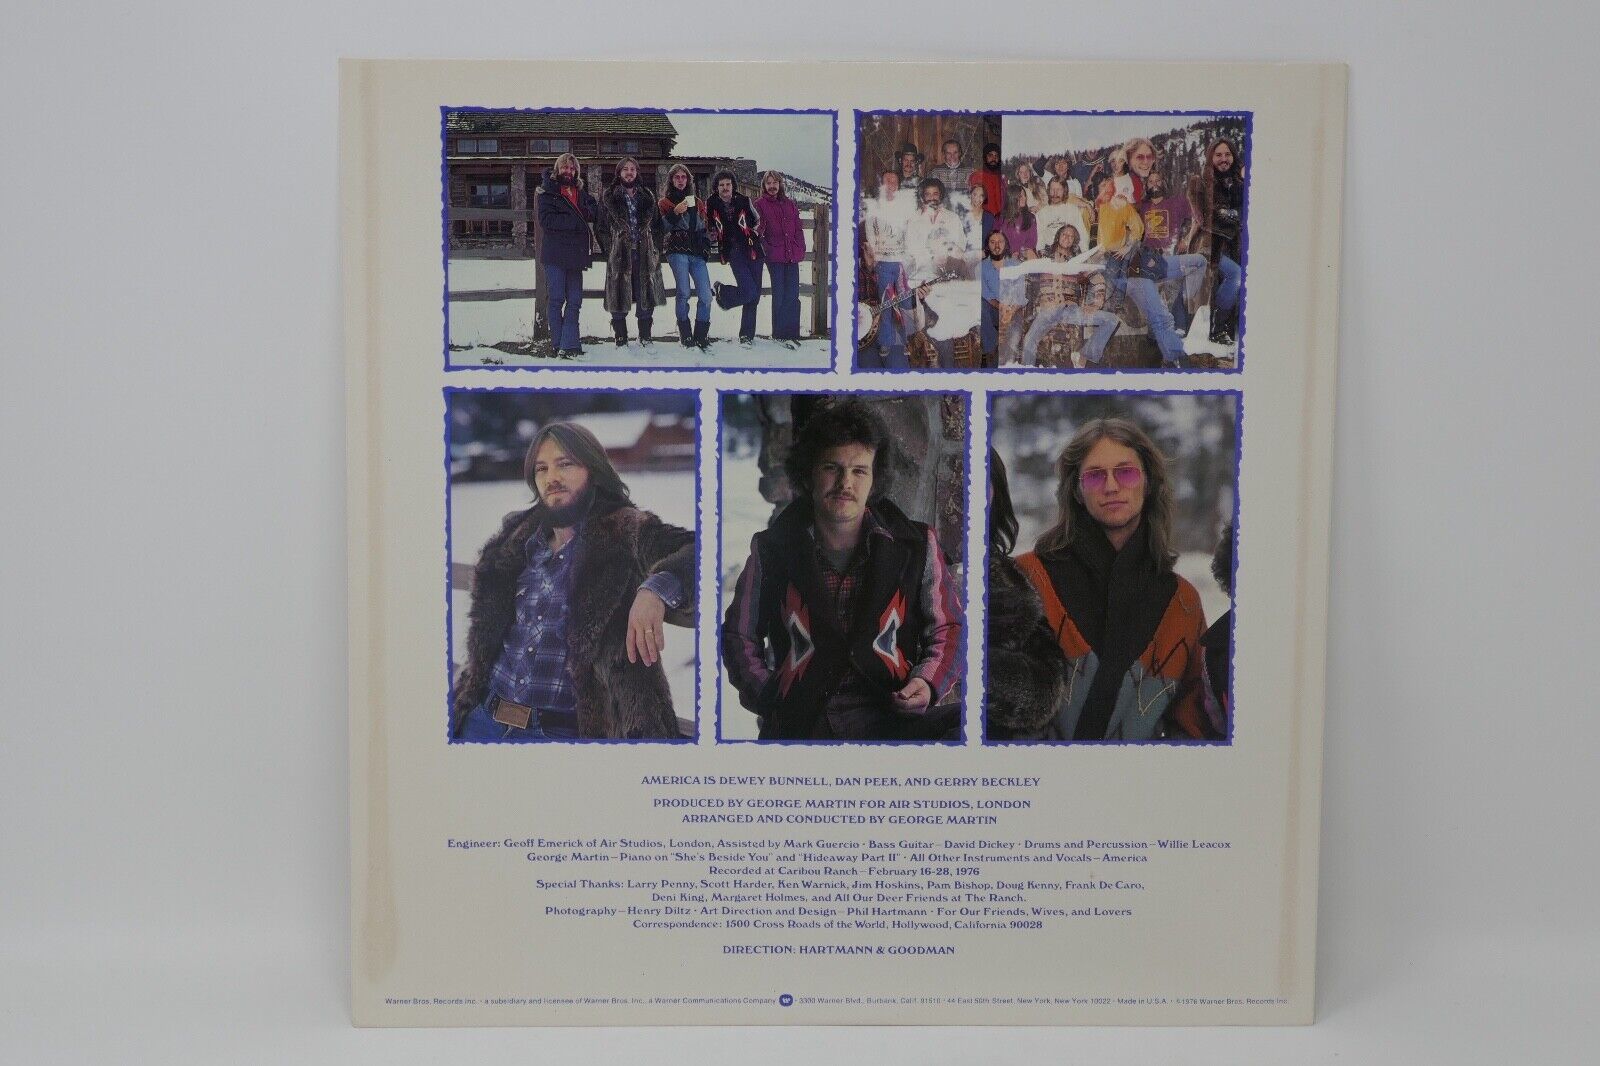 AMERICA IS DEWEY BUNNELL, DAN PEEK, AND GERRY BECKLEY
PRODUCED BY GEORGE MARTIN FOR AIR STUDIOS, LONDON
ARRANGED AND CONDUCTED BY GEORGE MARTIN
Engineer: Geoff Emerick of Air Studios, London, Assisted by Mark Guercio · Bass Guitar – David Dickey · Drums and Percussion – Willie Leacox
George Martin – Piano on "She's Beside You" and "Hideaway Part II" · All Other Instruments and Vocals – America
Recorded at Caribou Ranch – February 16-28, 1976
Special Thanks: Larry Penny, Scott Harder, Ken Warnick, Jim Hoskins, Pam Bishop, Doug Kenny, Frank De Caro,
Deni King, Margaret Holmes, and All Our Deer Friends at The Ranch.
Photography – Henry Diltz · Art Direction and Design – Phil Hartmann · For Our Friends, Wives, and Lovers
Correspondence: 1500 Cross Roads of the World, Hollywood, California 90028
DIRECTION: HARTMANN & GOODMAN
Warner Bros. Records Inc. · a subsidiary and licensee of Warner Bros. Inc., a Warner Communications Company · 3300 Warner Blvd., Burbank, Calif. 91510 · 44 East 50th Street, New York, New York 10022 · Made in U.S.A. · ©1976 Warner Bros. Records Inc.